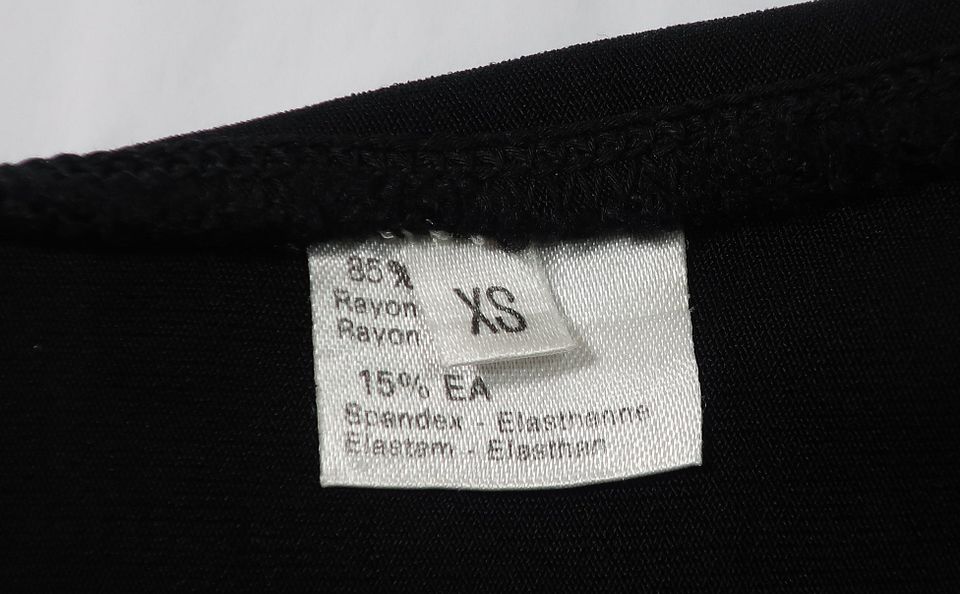 85%
Rayon
Rayon
XS
15% EA
Spandex - Elasthanne
Elastam - Elasthan